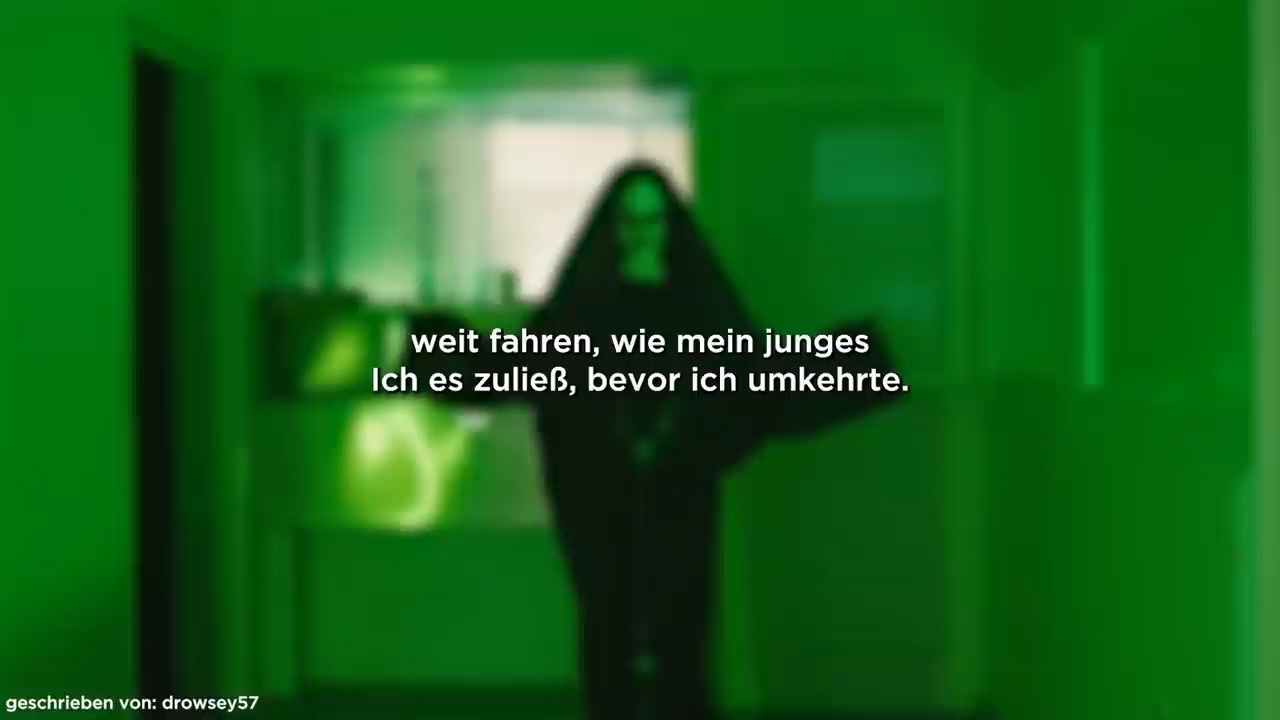 weit fahren, wie mein junges
Ich es zuließ, bevor ich umkehrte.
geschrieben von: drowsey57